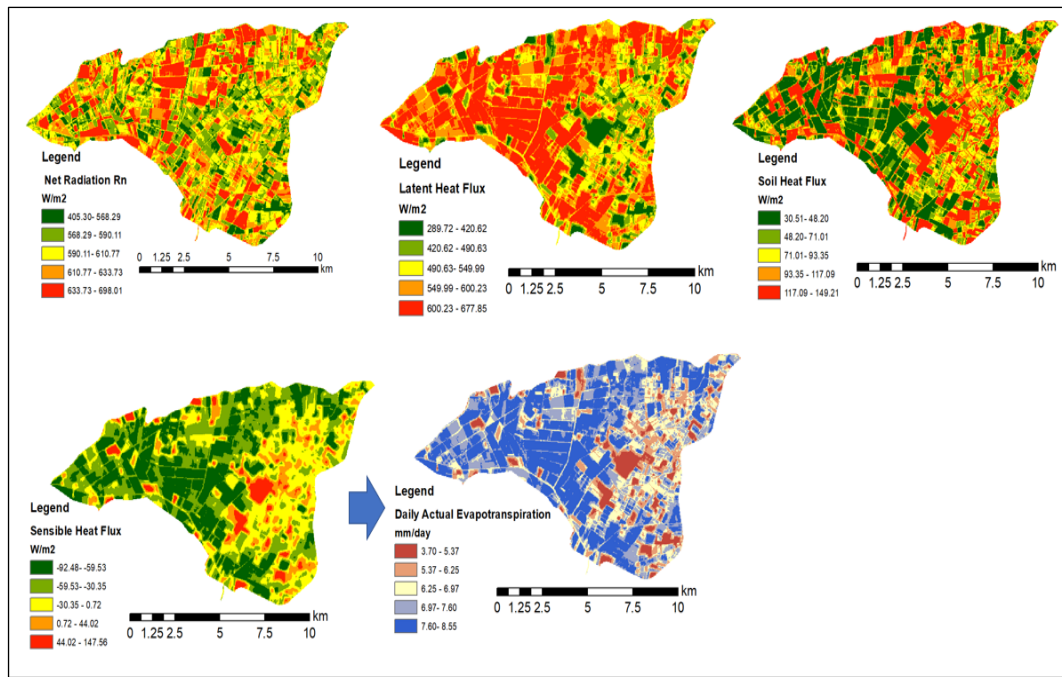 Legend
Net Radiation Rn
W/m2
405.30- 568.29
568.29 - 590.11
590.11 - 610.77
610.77 - 633.73
633.73 - 698.01
0 1.25 2.5 5 7.5 10
km
Legend
Latent Heat Flux
W/m2
289.72 - 420.62
420.62 - 490.63
490.63- 549.99
549.99 - 600.23
600.23 - 677.85
km
0 1.25 2.5 5 7.5 10
Legend
Soil Heat Flux
W/m2
30.51- 48.20
48.20 - 71.01
71.01- 93.35
93.35 - 117.09
117.09 - 149.21
km
0 1.25 2.5 5 7.5 10
Legend
Sensible Heat Flux
W/m2
-92.48- -59.53
-59.53- -30.35
-30.35 - 0.72
0.72 - 44.02
44.02 - 147.56
km
0 1.25 2.5 5 7.5 10
Legend
Daily Actual Evapotranspiration
mm/day
3.70 - 5.37
5.37 - 6.25
6.25 - 6.97
6.97- 7.60
7.60- 8.55
km
0 1.25 2.5 5 7.5 10